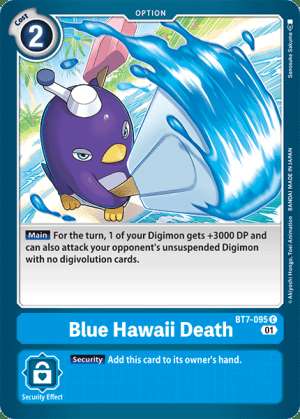 OPTION
Cost
2
Sanosuke Sakuma
©Akiyoshi Hongo, Toei Animation BANDAI MADE IN JAPAN
Main For the turn, 1 of your Digimon gets +3000 DP and
can also attack your opponent's unsuspended Digimon
with no digivolution cards.
BT7-095 C
Blue Hawaii Death
01
Security Add this card to its owner's hand.
Security Effect